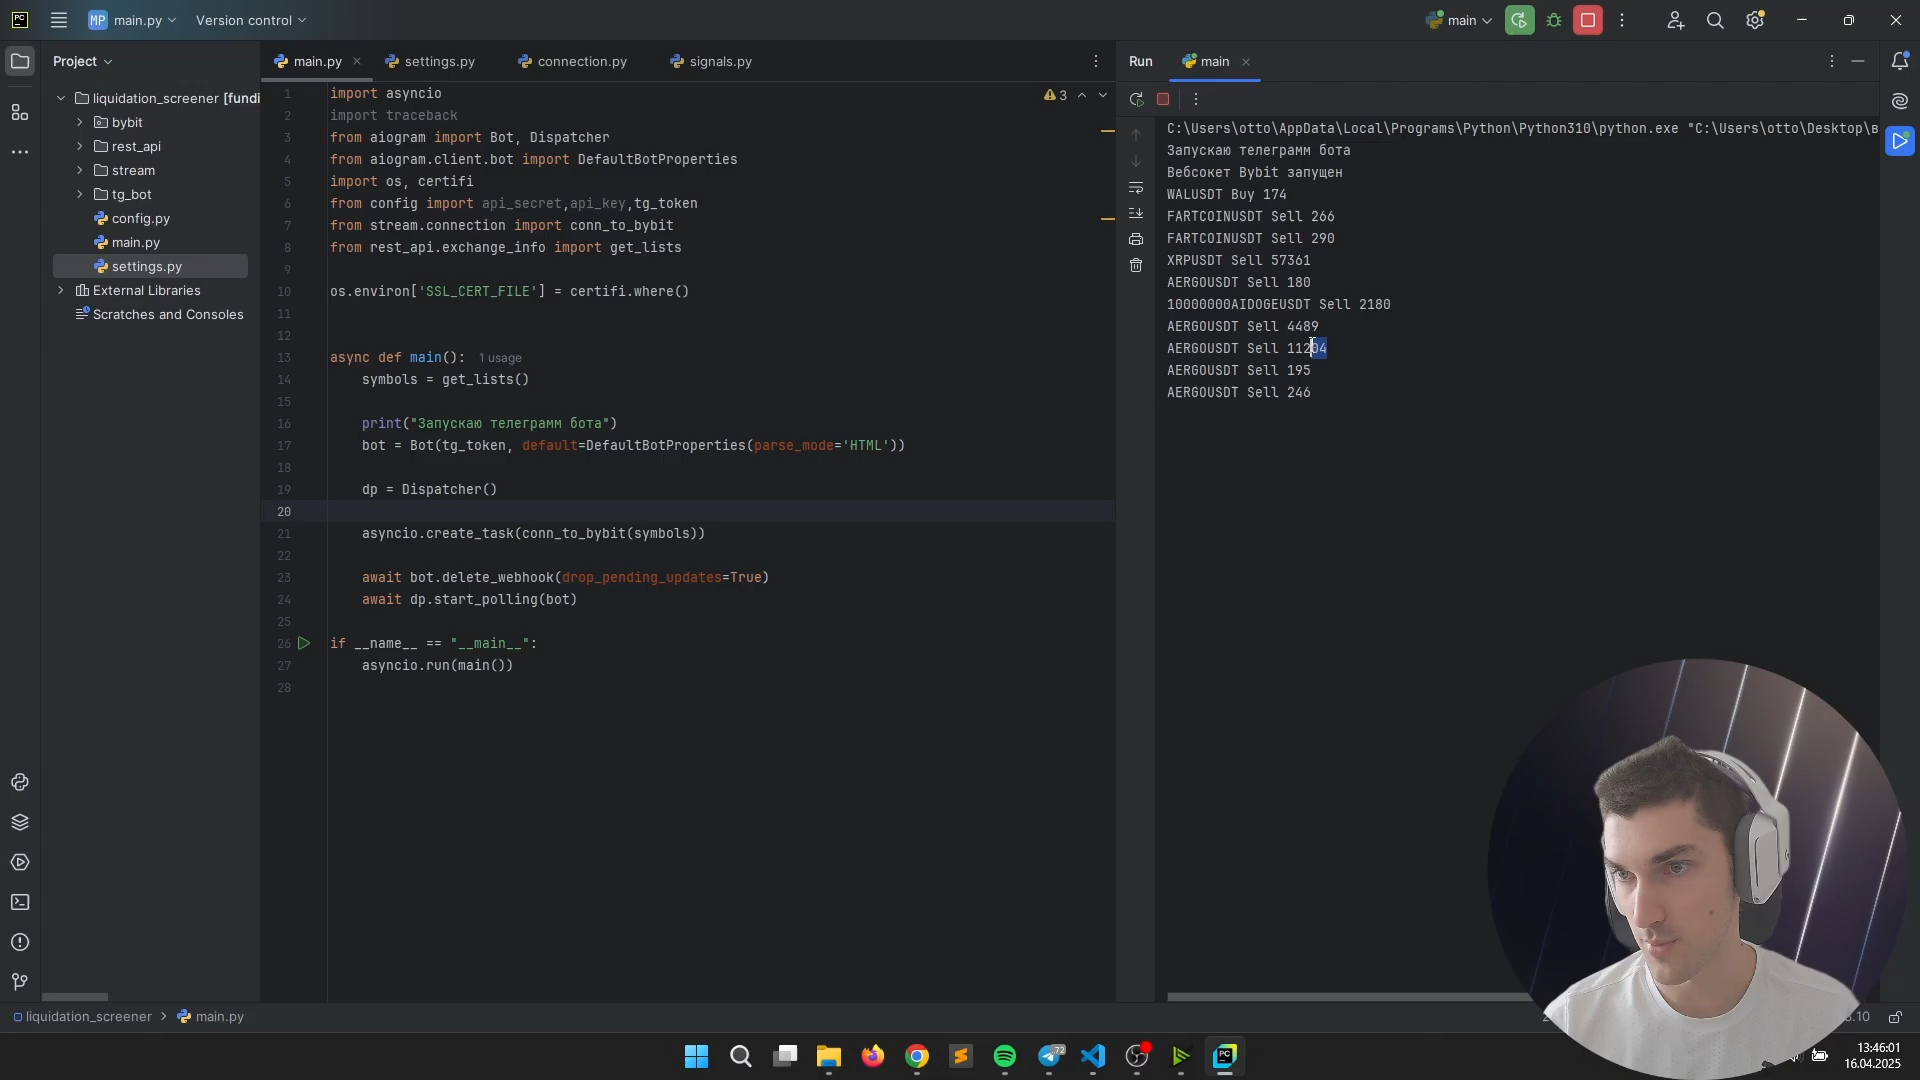 PC
MP main.py
Version control
main
Project
main.py
settings.py
connection.py
signals.py
Run
main
liquidation_screener [fundi
bybit
rest_api
stream
tg_bot
config.py
main.py
settings.py
External Libraries
Scratches and Consoles
3
1 import asyncio
2 import traceback
3 from aiogram import Bot, Dispatcher
4 from aiogram.client.bot import DefaultBotProperties
5 import os, certifi
6 from config import api_secret,api_key,tg_token
7 from stream.connection import conn_to_bybit
8 from rest_api.exchange_info import get_lists
9
10 os.environ['SSL_CERT_FILE'] = certifi.where()
11
12
13 async def main(): 1 usage
14 symbols = get_lists()
15
16 print("Запускаю телеграмм бота")
17 bot = Bot(tg_token, default=DefaultBotProperties(parse_mode='HTML'))
18
19 dp = Dispatcher()
20
21 asyncio.create_task(conn_to_bybit(symbols))
22
23 await bot.delete_webhook(drop_pending_updates=True)
24 await dp.start_polling(bot)
25
26 if __name__ == "__main__":
27 asyncio.run(main())
28
C:\Users\otto\AppData\Local\Programs\Python\Python310\python.exe "C:\Users\otto\Desktop\в
Запускаю телеграмм бота
Вебсокет Bybit запущен
WALUSDT Buy 174
FARTCOINUSDT Sell 266
FARTCOINUSDT Sell 290
XRPUSDT Sell 57361
AERGOUSDT Sell 180
10000000AIDOGEUSDT Sell 2180
AERGOUSDT Sell 4489
AERGOUSDT Sell 11204
AERGOUSDT Sell 195
AERGOUSDT Sell 246
liquidation_screener
main.py
.10
72
PC
13:46:01
16.04.2025